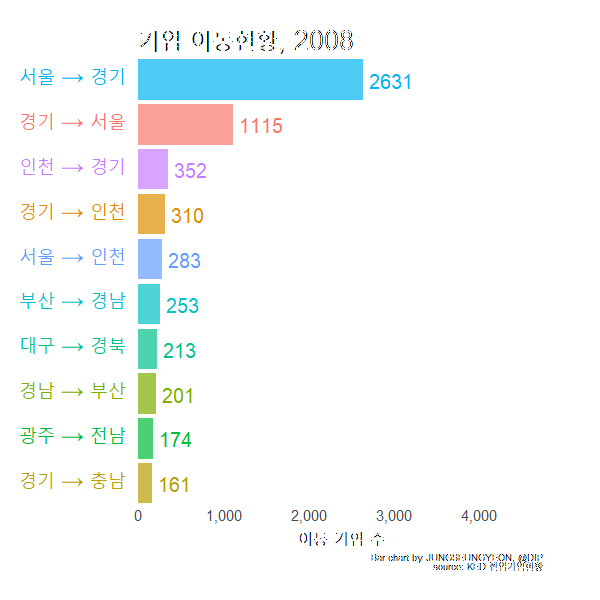 기업 이동현황, 2008
서울 → 경기 2631
경기 → 서울 1115
인천 → 경기 352
경기 → 인천 310
서울 → 인천 283
부산 → 경남 253
대구 → 경북 213
경남 → 부산 201
광주 → 전남 174
경기 → 충남 161
0 1,000 2,000 3,000 4,000
이동 기업 수
Bar chart by JUNGSEUNGYEON, @DIP
source: KED 전입기업현황